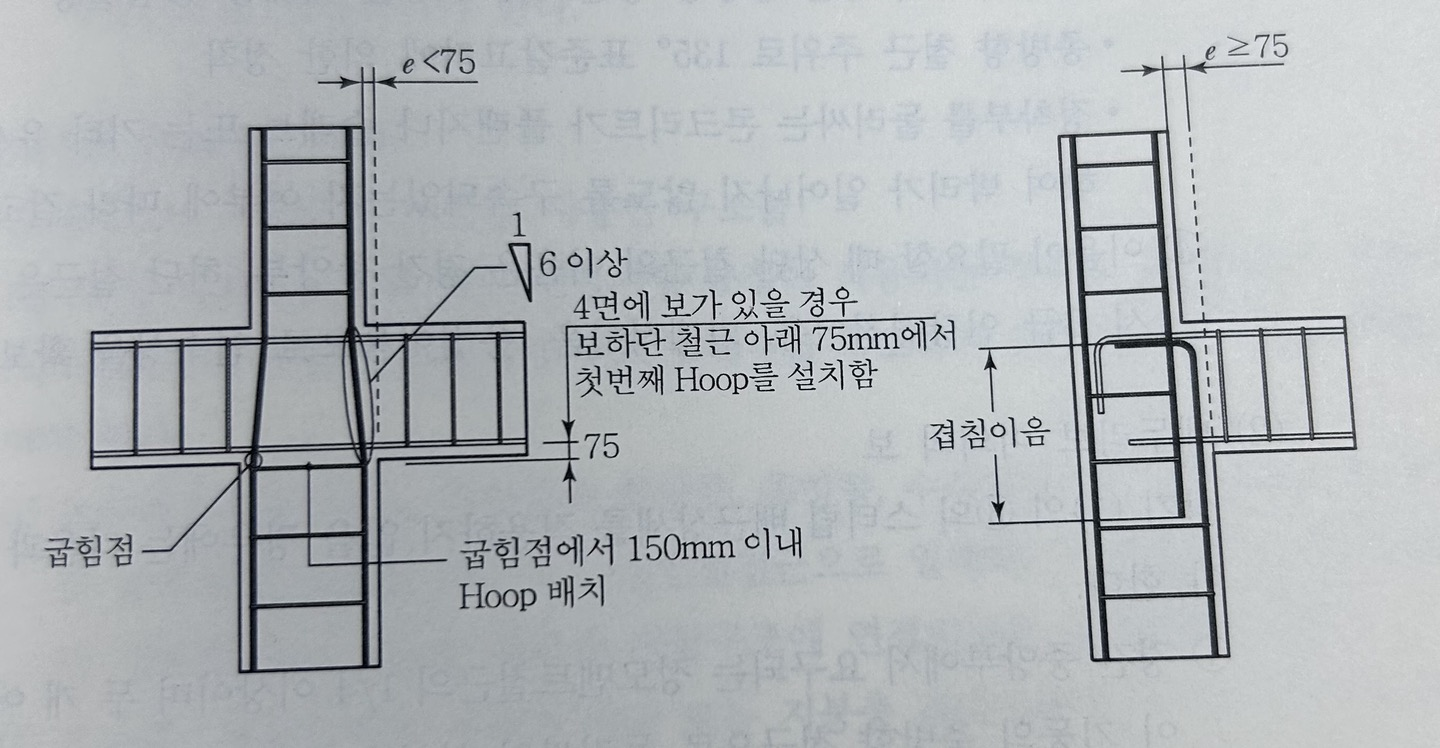 e<75
e ≥75
1
6 이상
4면에 보가 있을 경우
보하단 철근 아래 75mm에서
첫번째 Hoop를 설치함
75
겹침이음
굽힘점
굽힘점에서 150mm 이내
Hoop 배치